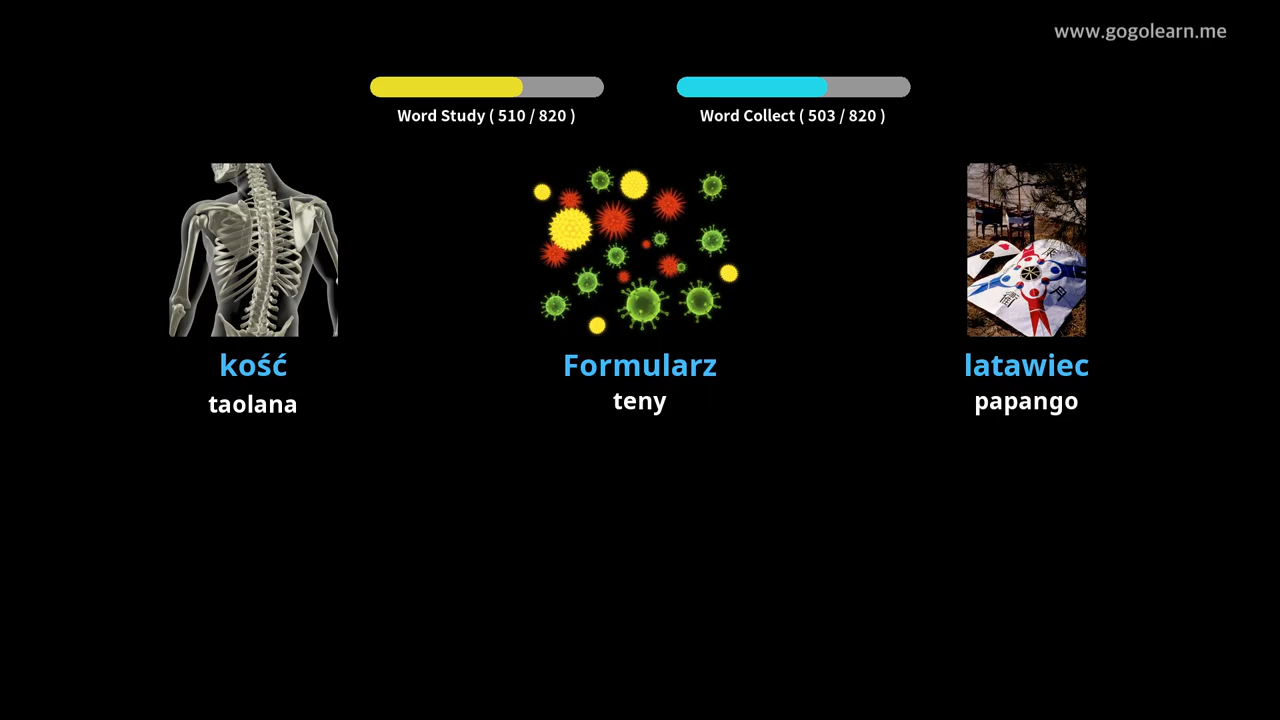 www.gogolearn.me
Word Study ( 510 / 820 )
Word Collect ( 503 / 820 )
kość
Formularz
latawiec
taolana
teny
papango